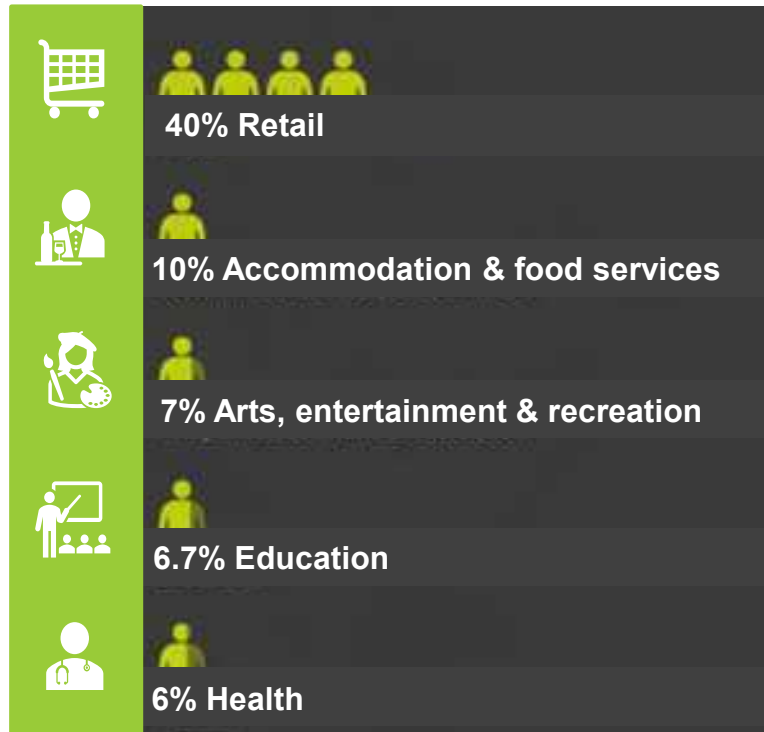 40% Retail
10% Accommodation & food services
7% Arts, entertainment & recreation
6.7% Education
6% Health